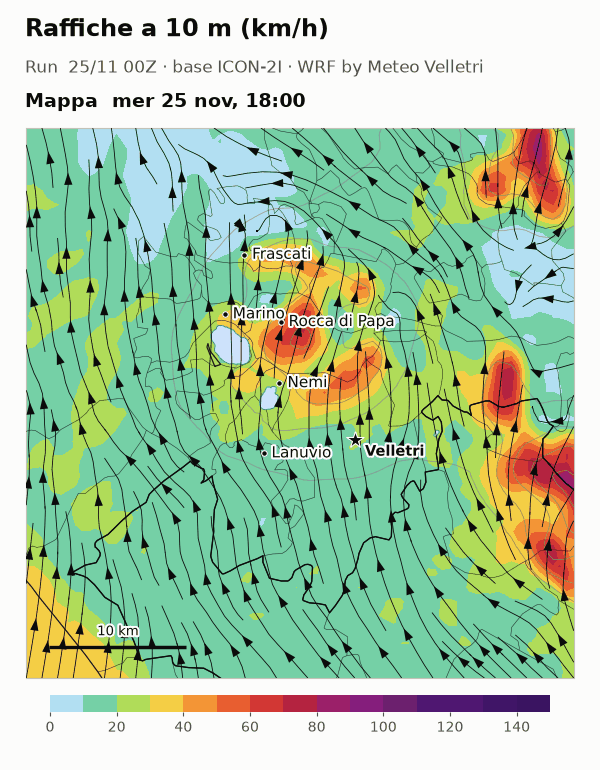 Raffiche a 10 m (km/h)
Run  25/11 00Z · base ICON-2I · WRF by Meteo Velletri
Mappa  mer 25 nov, 18:00
Frascati
Marino
Rocca di Papa
Nemi
Velletri
Lanuvio
10 km
0 20 40 60 80 100 120 140